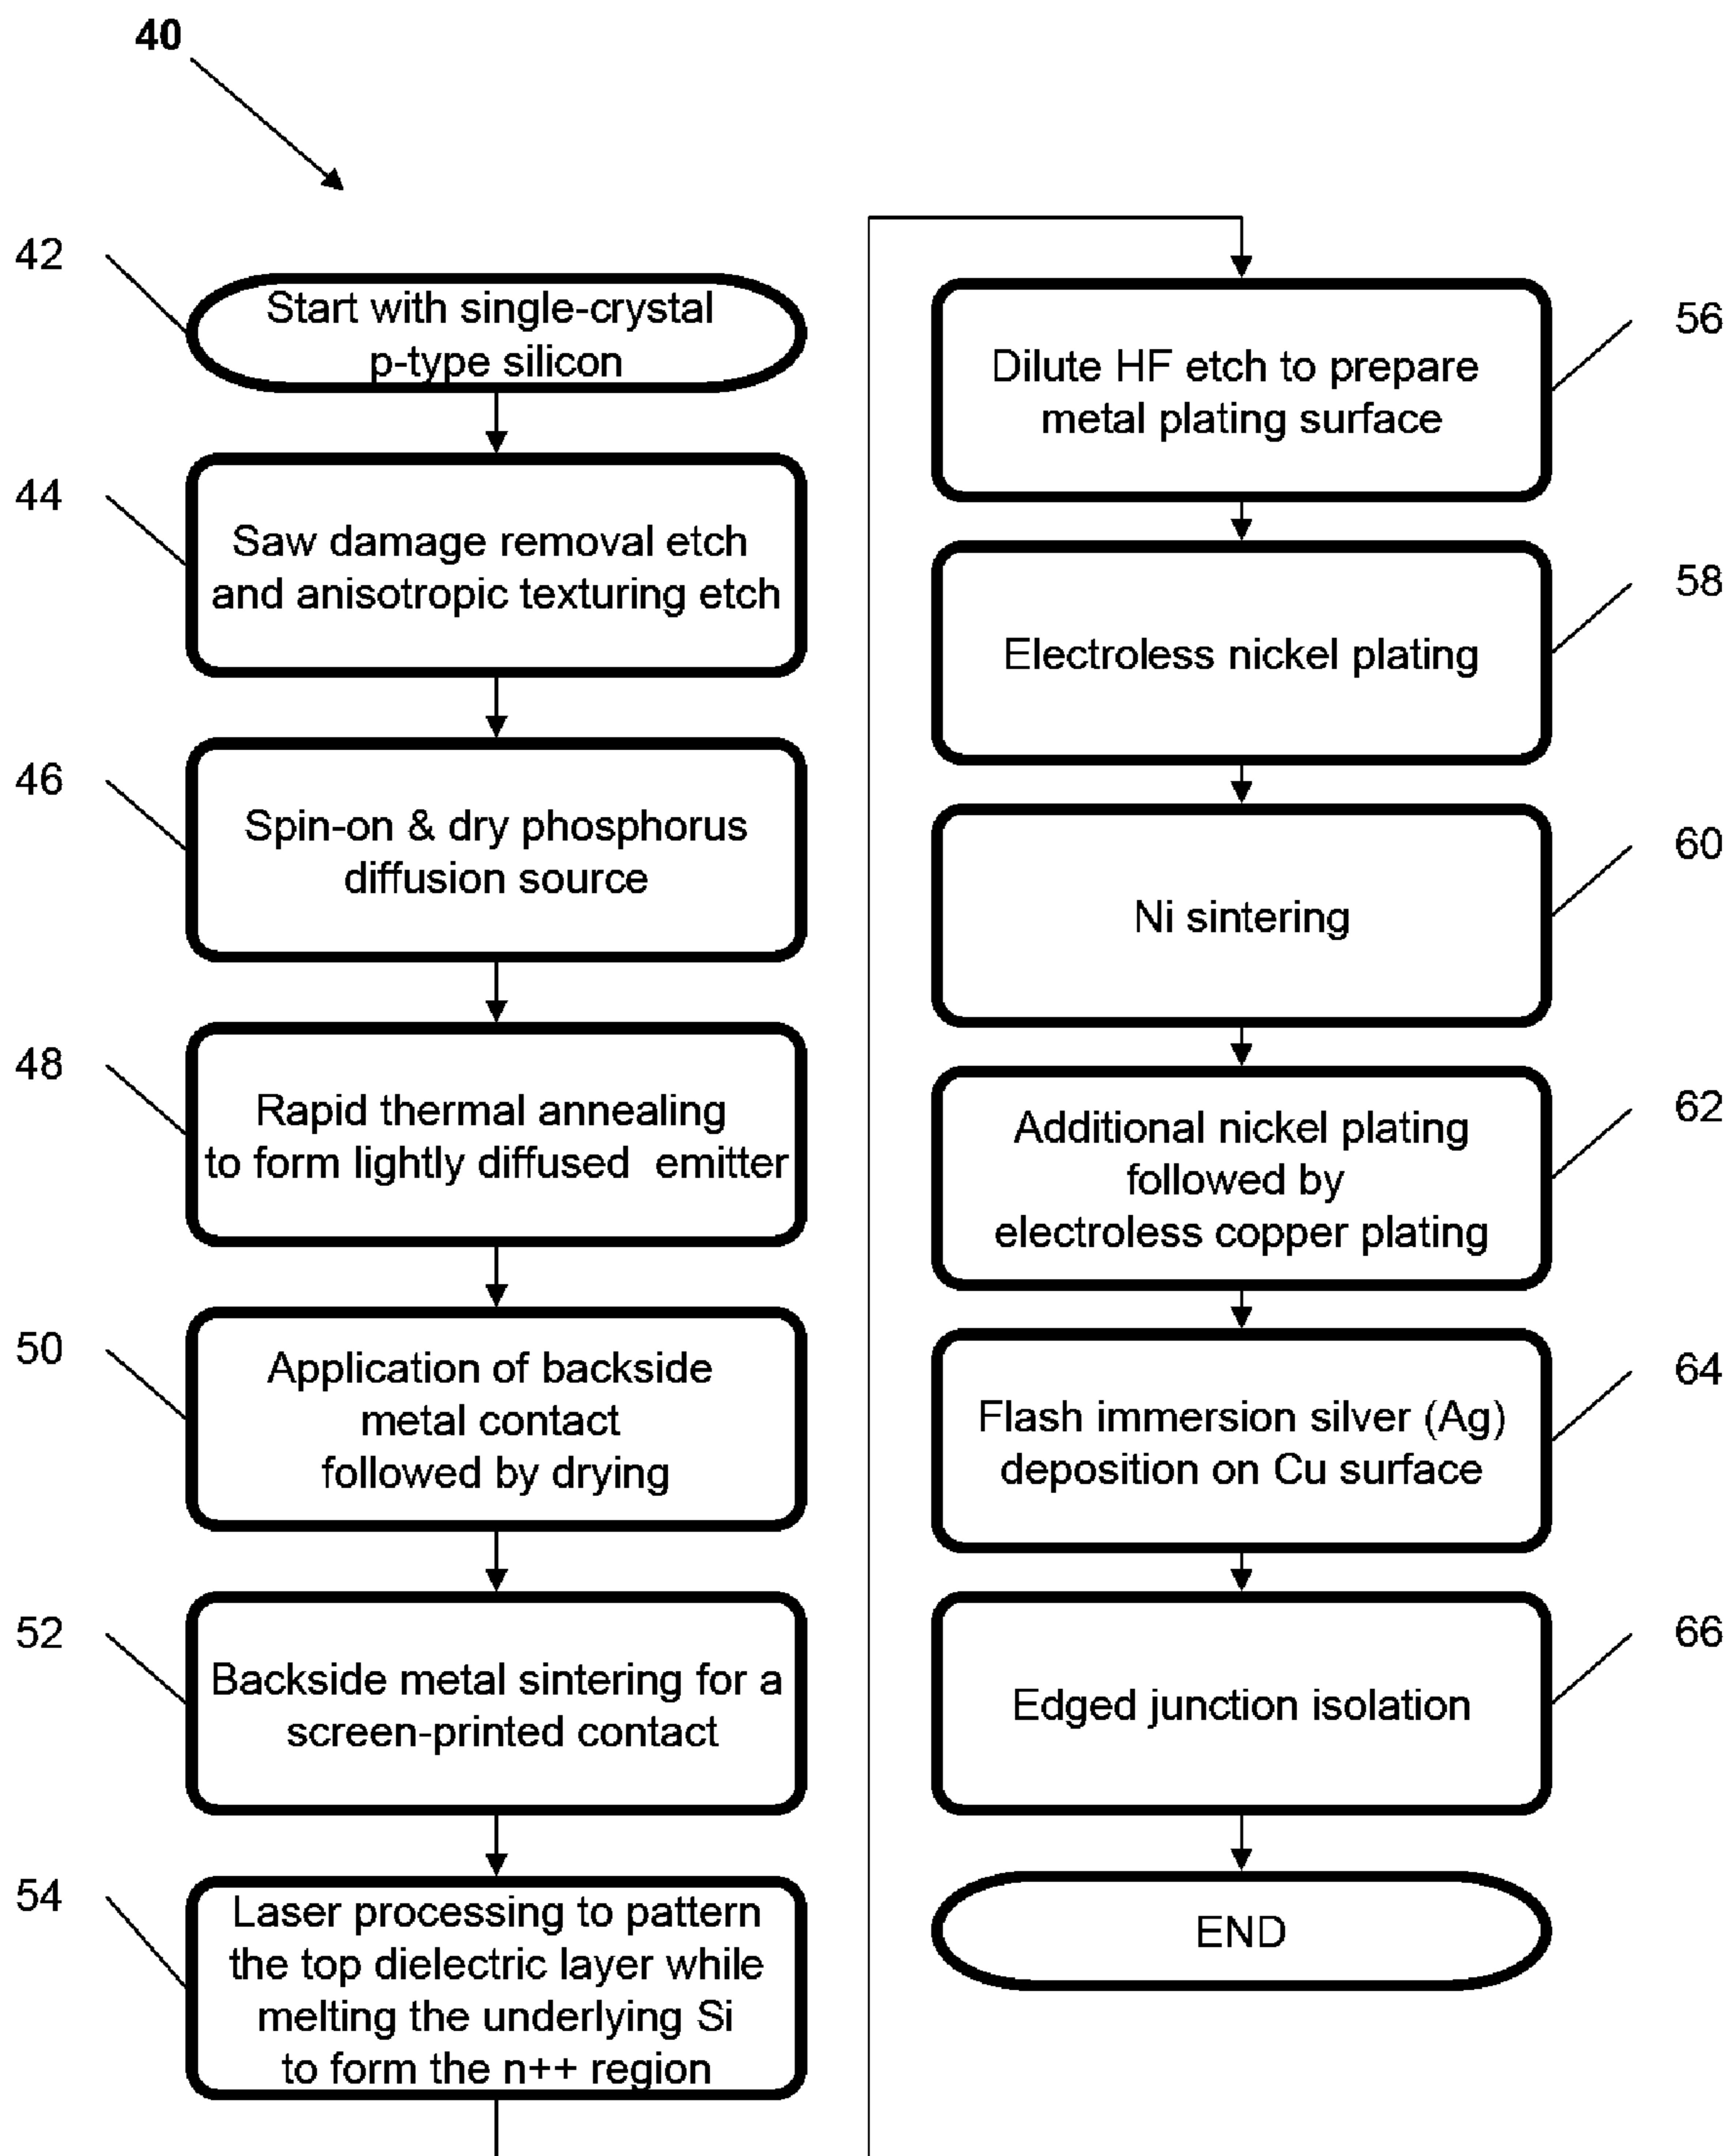 40
42
Start with single-crystal
p-type silicon
44
Saw damage removal etch
and anisotropic texturing etch
46
Spin-on & dry phosphorus
diffusion source
48
Rapid thermal annealing
to form lightly diffused emitter
50
Application of backside
metal contact
followed by drying
52
Backside metal sintering for a
screen-printed contact
54
Laser processing to pattern
the top dielectric layer while
melting the underlying Si
to form the n++ region
56
Dilute HF etch to prepare
metal plating surface
58
Electroless nickel plating
60
Ni sintering
62
Additional nickel plating
followed by
electroless copper plating
64
Flash immersion silver (Ag)
deposition on Cu surface
66
Edged junction isolation
END